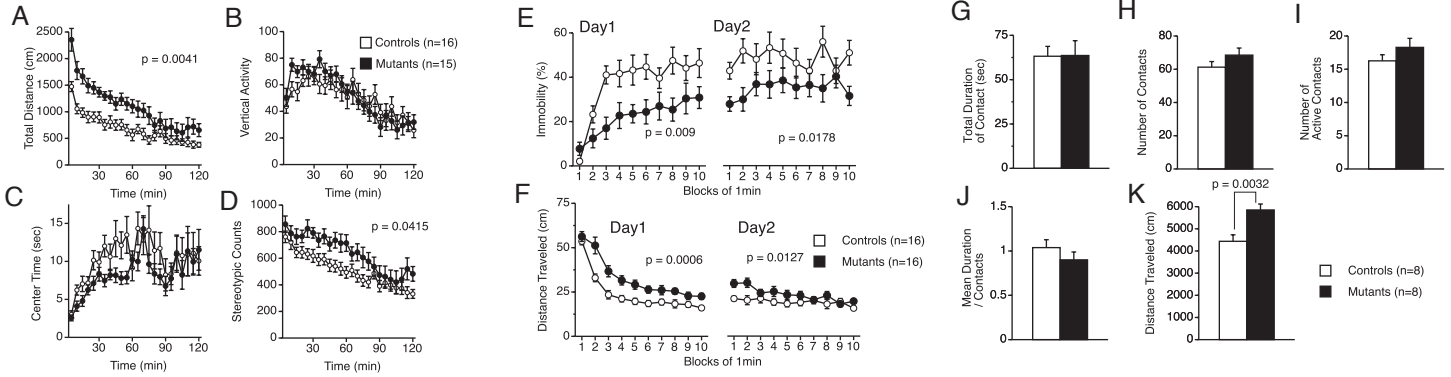 A
Total Distance (cm)
2500
2000
1500
1000
500
0
p = 0.0041
30 60 90 120
Time (min)
B
Vertical Activity
100
80
60
40
20
0
Controls (n=16)
Mutants (n=15)
30 60 90 120
Time (min)
C
Center Time (sec)
15
10
5
0
30 60 90 120
Time (min)
D
Stereotypic Counts
1000
800
600
400
200
0
p = 0.0415
30 60 90 120
Time (min)
E
Day1 Day2
Immobility (%)
60
40
20
0
p = 0.009
p = 0.0178
1 2 3 4 5 6 7 8 9 10 1 2 3 4 5 6 7 8 9 10
Blocks of 1min
F
Day1 Day2
Distance Traveled (cm)
75
50
25
0
Controls (n=16)
Mutants (n=16)
p = 0.0006
p = 0.0127
1 2 3 4 5 6 7 8 9 10 1 2 3 4 5 6 7 8 9 10
Blocks of 1min
G
Total Duration
of Contact (sec)
75
50
25
0
H
Number of Contacts
80
60
40
20
0
I
Number of
Active Contacts
20
15
10
5
0
J
Mean Duration
/ Contacts
1.5
1
0.5
0
K
p = 0.0032
Distance Traveled (cm)
6000
5000
4000
3000
2000
1000
0
Controls (n=8)
Mutants (n=8)